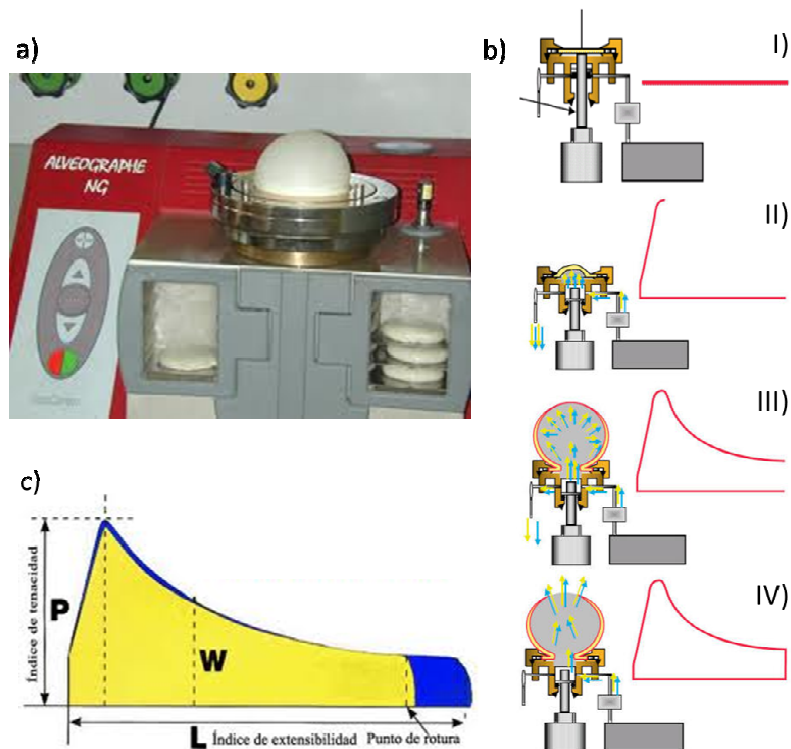 a)
ALVEOGRAPHE
NG
b)
I)
II)
III)
IV)
c)
Índice de tenacidad
P
W
L Índice de extensibilidad Punto de rotura